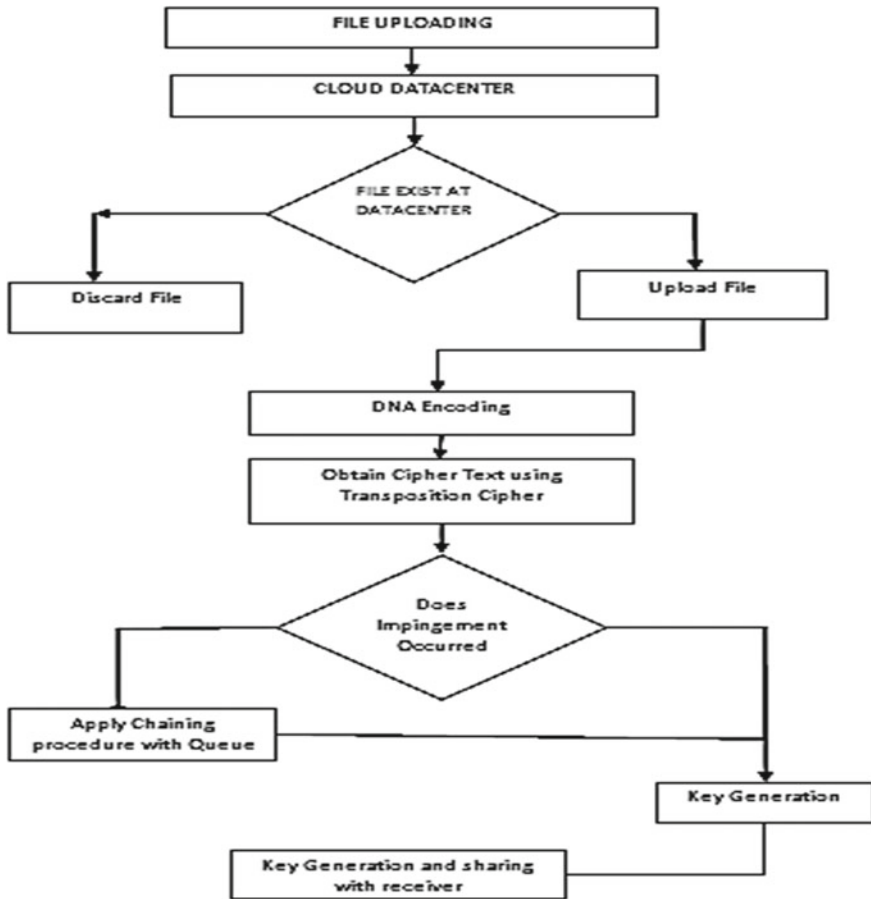 FILE UPLOADING
CLOUD DATACENTER
FILE EXIST AT
DATACENTER
Discard File
Upload File
DNA Encoding
Obtain Cipher Text using
Transposition Cipher
Does
Impingement
Occurred
Apply Chaining
procedure with Queue
Key Generation
Key Generation and sharing
with receiver